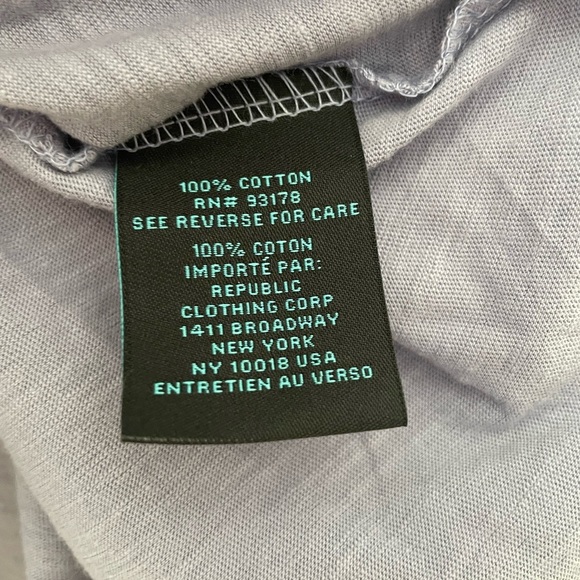 100% COTTON
RN# 93178
SEE REVERSE FOR CARE
100% COTON
IMPORTÉ PAR:
REPUBLIC
CLOTHING CORP
1411 BROADWAY
NEW YORK
NY 10018 USA
ENTRETIEN AU VERSO